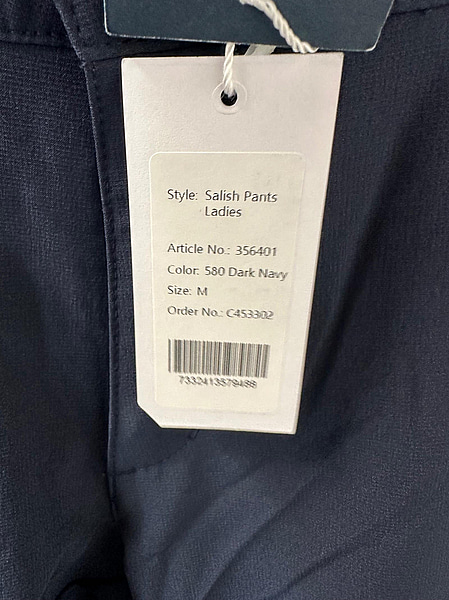 Style: Salish Pants
Ladies
Article No.: 356401
Color: 580 Dark Navy
Size: M
Order No.: C453302
7332413579488